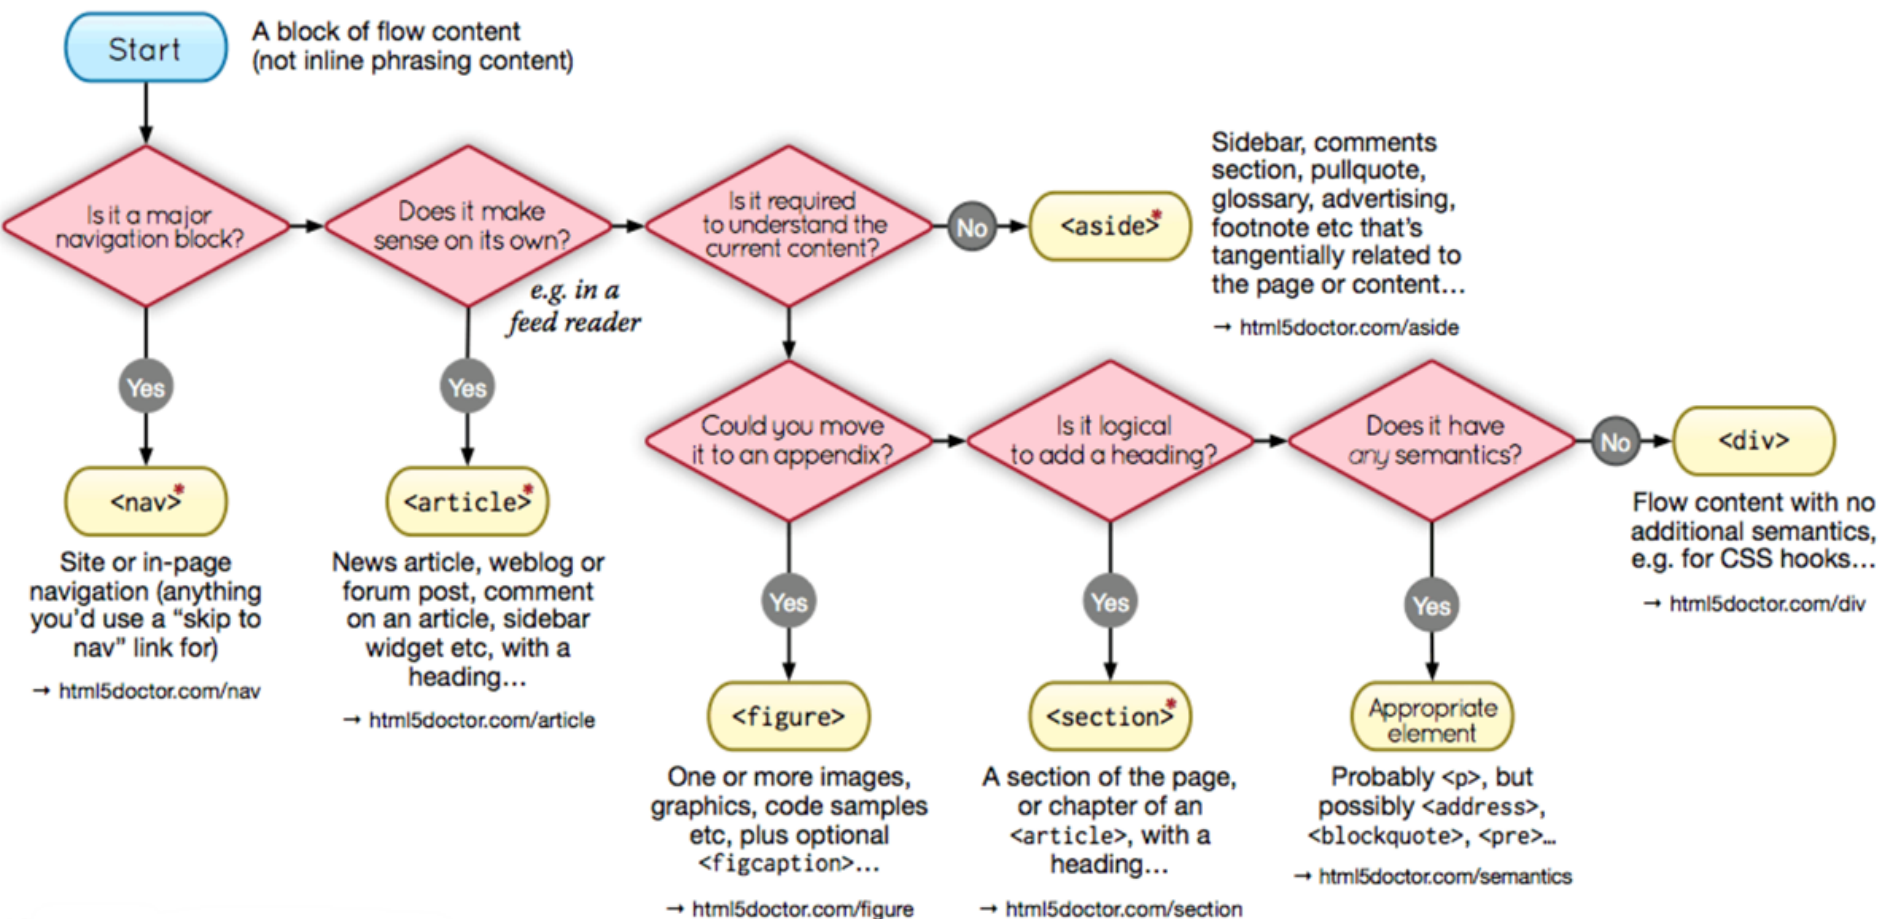 Start
A block of flow content
(not inline phrasing content)
Is it a major
navigation block?
Does it make
sense on its own?
e.g. in a
feed reader
Is it required
to understand the
current content?
No
<aside>*
Sidebar, comments
section, pullquote,
glossary, advertising,
footnote etc that's
tangentially related to
the page or content...
→ html5doctor.com/aside
Yes
<nav>*
Site or in-page
navigation (anything
you'd use a “skip to
nav” link for)
→ html5doctor.com/nav
Yes
<article>*
News article, weblog or
forum post, comment
on an article, sidebar
widget etc, with a
heading...
→ html5doctor.com/article
Could you move
it to an appendix?
Yes
<figure>
One or more images,
graphics, code samples
etc, plus optional
<figcaption>...
→ html5doctor.com/figure
Is it logical
to add a heading?
Yes
<section>*
A section of the page,
or chapter of an
<article>, with a
heading...
→ html5doctor.com/section
Does it have
any semantics?
Yes
Appropriate
element
Probably <p>, but
possibly <address>,
<blockquote>, <pre>...
→ html5doctor.com/semantics
No
<div>
Flow content with no
additional semantics,
e.g. for CSS hooks...
→ html5doctor.com/div